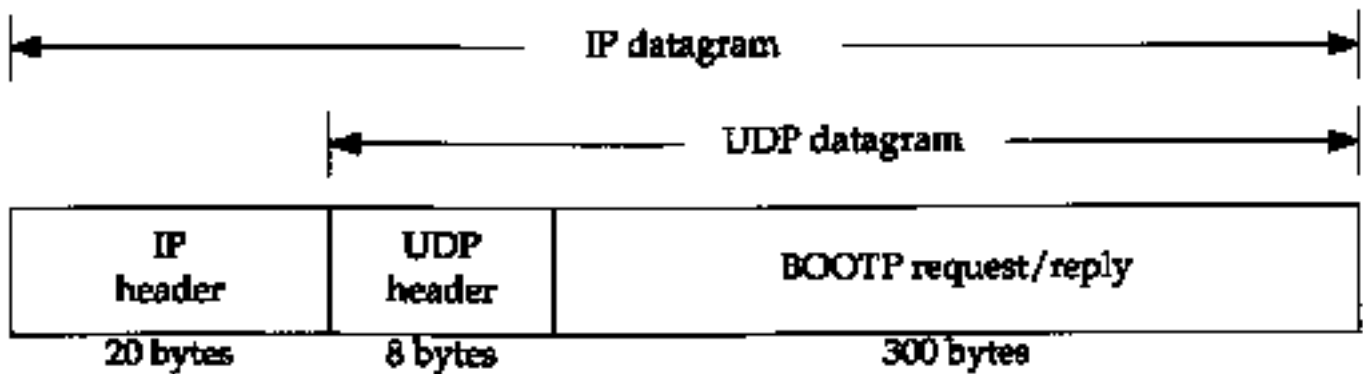 IP datagram
UDP datagram
IP
header
UDP
header
BOOTP request/reply
20 bytes
8 bytes
300 bytes